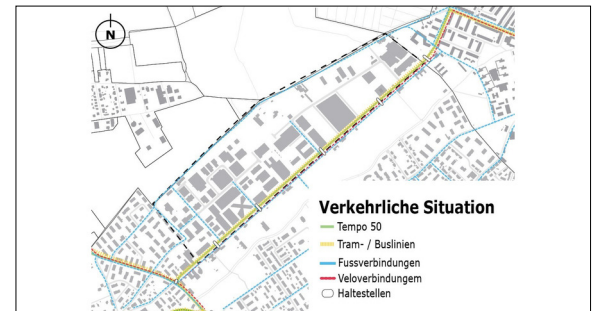 N
Verkehrliche Situation
Tempo 50
Tram- / Buslinien
Fussverbindungen
Veloverbindungem
Haltestellen